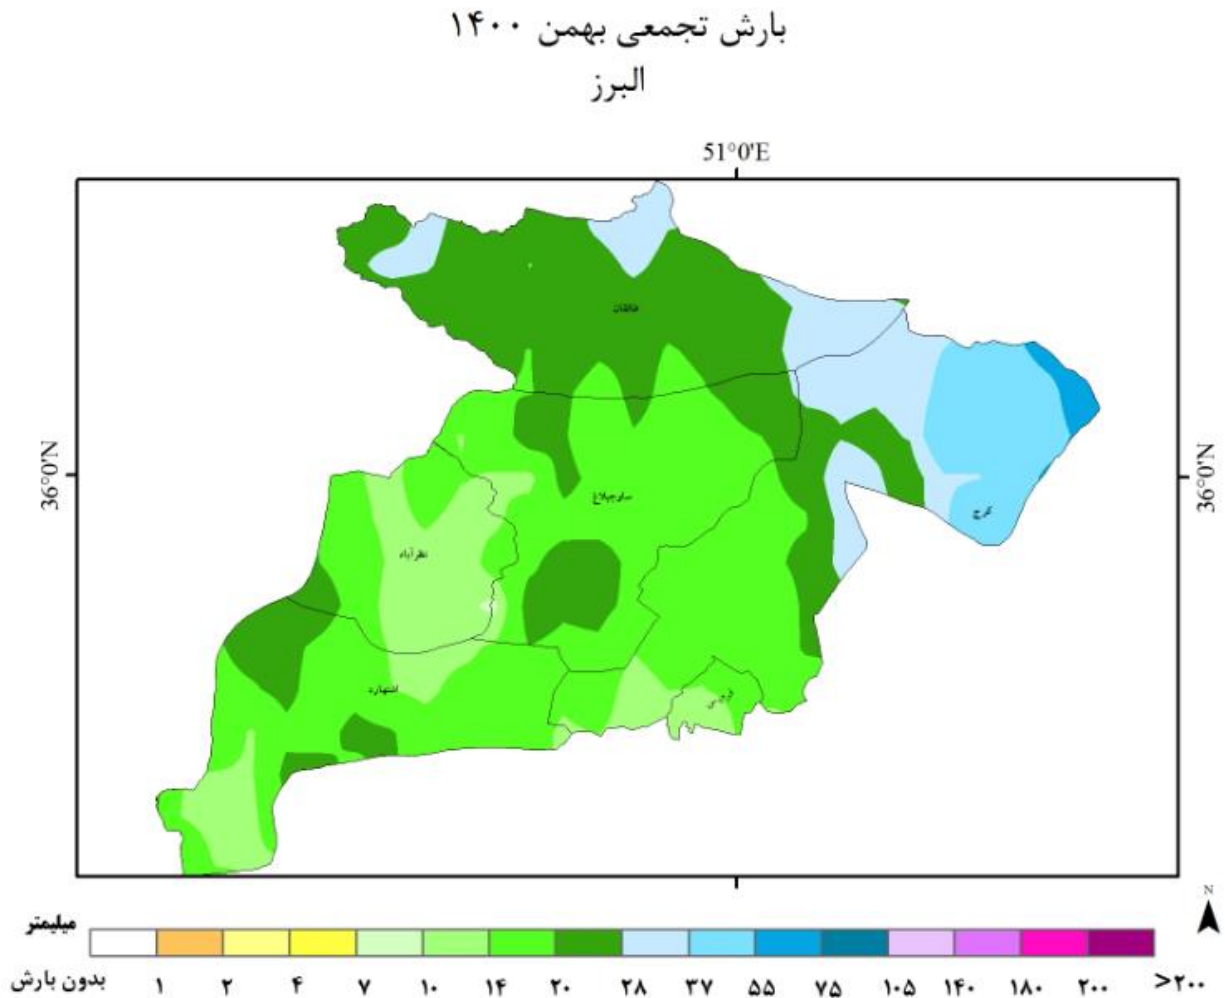 بارش تجمعی بهمن ۱۴۰۰
البرز
51°0'E
36°0'N
36°0'N
طالقان
ساوجبلاغ
کرج
نظرآباد
اشتهارد
فردیس
N
میلیمتر
بدون بارش ۱ ۲ ۴ ۷ ۱۰ ۱۴ ۲۰ ۲۸ ۳۷ ۵۵ ۷۵ ۱۰۵ ۱۴۰ ۱۸۰ ۲۰۰ >۲۰۰